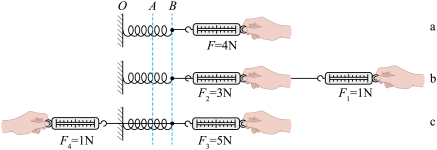 O A B
a
F=4N
b
F₂=3N F₁=1N
c
F₄=1N F₃=5N